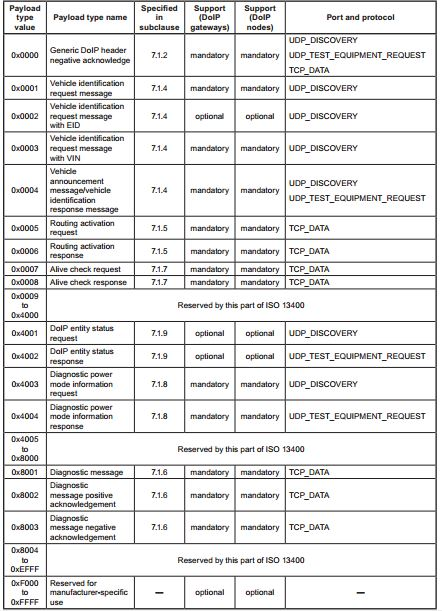 Payload type value | Payload type name | Specified in subclause | Support (DoIP gateways) | Support (DoIP nodes) | Port and protocol
0x0000 | Generic DoIP header negative acknowledge | 7.1.2 | mandatory | mandatory | UDP_DISCOVERY UDP_TEST_EQUIPMENT_REQUEST TCP_DATA
0x0001 | Vehicle identification request message | 7.1.4 | mandatory | mandatory | UDP_DISCOVERY
0x0002 | Vehicle identification request message with EID | 7.1.4 | optional | optional | UDP_DISCOVERY
0x0003 | Vehicle identification request message with VIN | 7.1.4 | mandatory | mandatory | UDP_DISCOVERY
0x0004 | Vehicle announcement message/vehicle identification response message | 7.1.4 | mandatory | mandatory | UDP_DISCOVERY UDP_TEST_EQUIPMENT_REQUEST
0x0005 | Routing activation request | 7.1.5 | mandatory | mandatory | TCP_DATA
0x0006 | Routing activation response | 7.1.5 | mandatory | mandatory | TCP_DATA
0x0007 | Alive check request | 7.1.7 | mandatory | mandatory | TCP_DATA
0x0008 | Alive check response | 7.1.7 | mandatory | mandatory | TCP_DATA
0x0009 to 0x4000 | Reserved by this part of ISO 13400
0x4001 | DoIP entity status request | 7.1.9 | optional | optional | UDP_DISCOVERY
0x4002 | DoIP entity status response | 7.1.9 | optional | optional | UDP_TEST_EQUIPMENT_REQUEST
0x4003 | Diagnostic power mode information request | 7.1.8 | mandatory | mandatory | UDP_DISCOVERY
0x4004 | Diagnostic power mode information response | 7.1.8 | mandatory | mandatory | UDP_TEST_EQUIPMENT_REQUEST
0x4005 to 0x8000 | Reserved by this part of ISO 13400
0x8001 | Diagnostic message | 7.1.6 | mandatory | mandatory | TCP_DATA
0x8002 | Diagnostic message positive acknowledgement | 7.1.6 | mandatory | mandatory | TCP_DATA
0x8003 | Diagnostic message negative acknowledgement | 7.1.6 | mandatory | mandatory | TCP_DATA
0x8004 to 0xEFFF | Reserved by this part of ISO 13400
0xF000 to 0xFFFF | Reserved for manufacturer-specific use | — | optional | optional | —